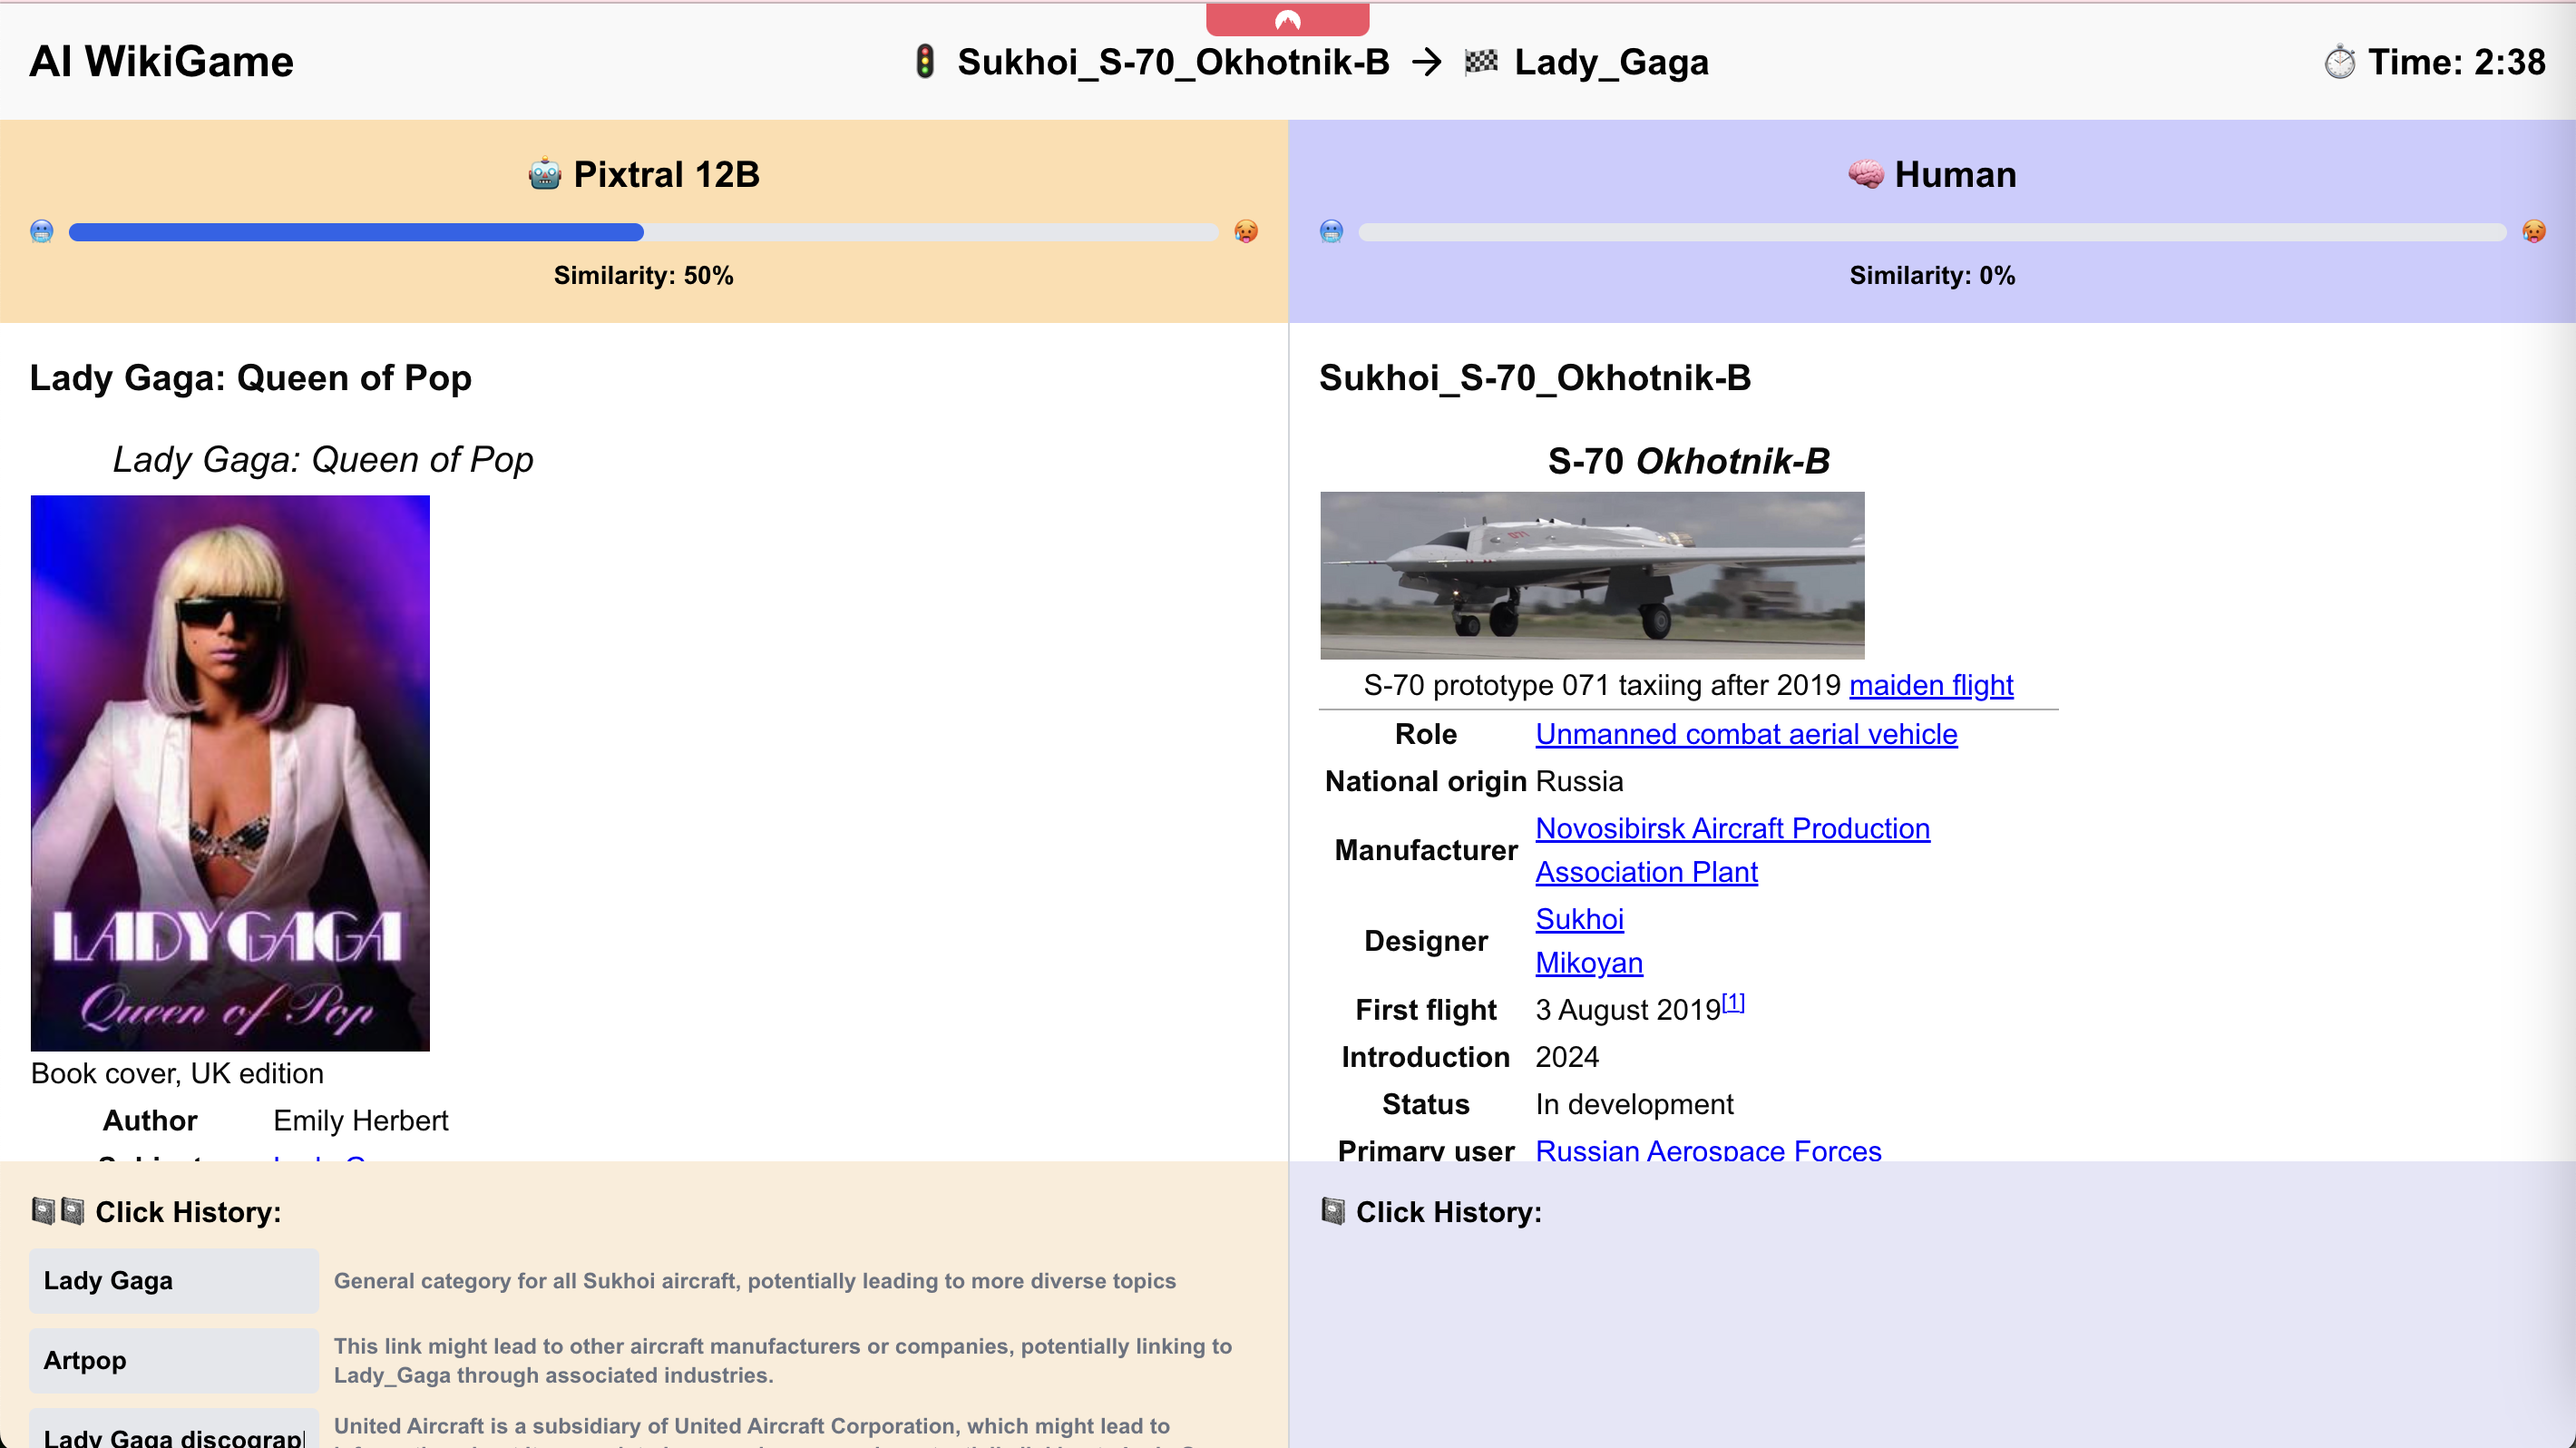 AI WikiGame
Sukhoi_S-70_Okhotnik-B → Lady_Gaga
Time: 2:38
Pixtral 12B
Similarity: 50%
Lady Gaga: Queen of Pop
Lady Gaga: Queen of Pop
LADY GAGA
Queen of Pop
Book cover, UK edition
Author Emily Herbert
Click History:
Lady Gaga General category for all Sukhoi aircraft, potentially leading to more diverse topics
Artpop This link might lead to other aircraft manufacturers or companies, potentially linking to
Lady_Gaga through associated industries.
Lady Gaga discograp United Aircraft is a subsidiary of United Aircraft Corporation, which might lead to
Human
Similarity: 0%
Sukhoi_S-70_Okhotnik-B
S-70 Okhotnik-B
071
S-70 prototype 071 taxiing after 2019 maiden flight
Role Unmanned combat aerial vehicle
National origin Russia
Manufacturer Novosibirsk Aircraft Production
Association Plant
Designer Sukhoi
Mikoyan
First flight 3 August 2019[1]
Introduction 2024
Status In development
Primary user Russian Aerospace Forces
Click History: